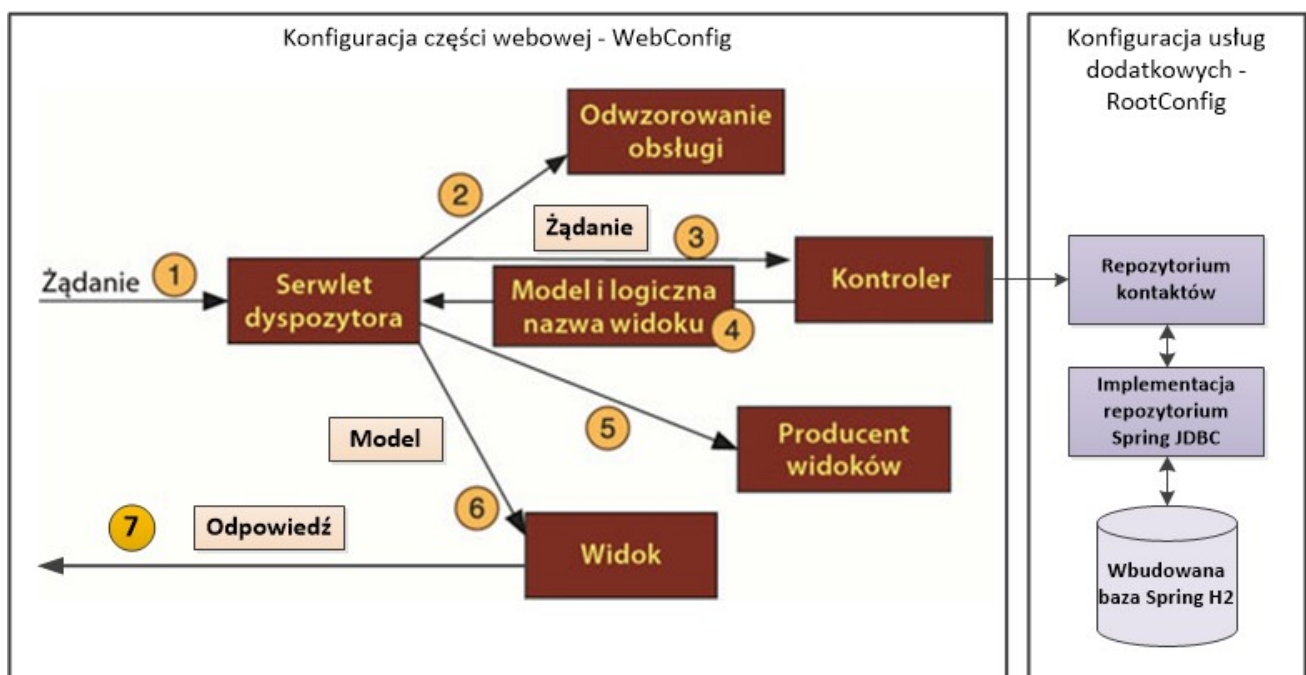 Konfiguracja części webowej - WebConfig
Odwzorowanie
obsługi
2
Żądanie
3
Żądanie
1
Serwlet
dyspozytora
Model i logiczna
nazwa widoku
4
Kontroler
5
Model
Producent
widoków
6
7
Odpowiedź
Widok
Konfiguracja usług
dodatkowych -
RootConfig
Repozytorium
kontaktów
Implementacja
repozytorium
Spring JDBC
Wbudowana
baza Spring H2